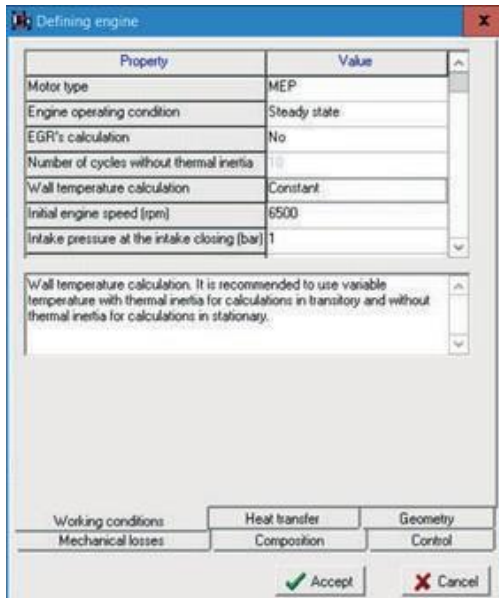 Defining engine
Property Value
Motor type MEP
Engine operating condition Steady state
EGR's calculation No
Number of cycles without thermal inertia 10
Wall temperature calculation Constant
Initial engine speed (rpm) 6500
Intake pressure at the intake closing (bar) 1
Wall temperature calculation. It is recommended to use variable
temperature with thermal inertia for calculations in transitory and without
thermal inertia for calculations in stationary.
Working conditions Heat transfer Geometry
Mechanical losses Composition Control
Accept Cancel